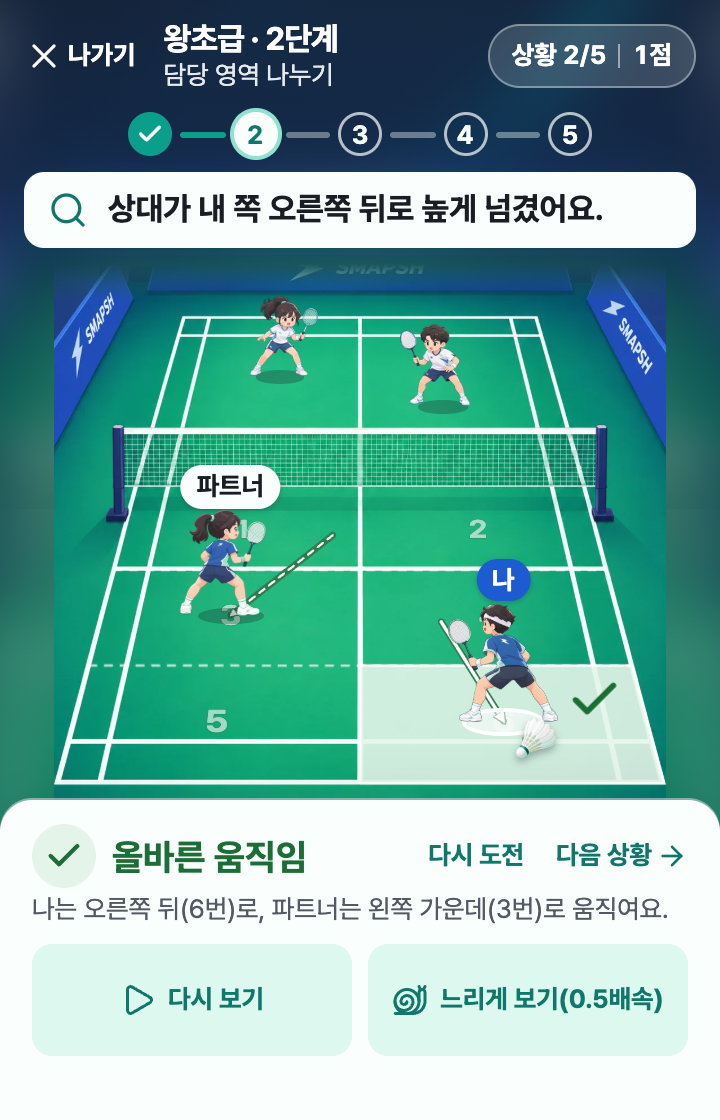 나가기
왕초급 · 2단계
담당 영역 나누기
상황 2/5 | 1점
2 3 4 5
상대가 내 쪽 오른쪽 뒤로 높게 넘겼어요.
SMAPSH
SMAPSH
SMAPSH
파트너
1
2
나
3
5
올바른 움직임
다시 도전
다음 상황 →
나는 오른쪽 뒤(6번)로, 파트너는 왼쪽 가운데(3번)로 움직여요.
다시 보기
느리게 보기(0.5배속)